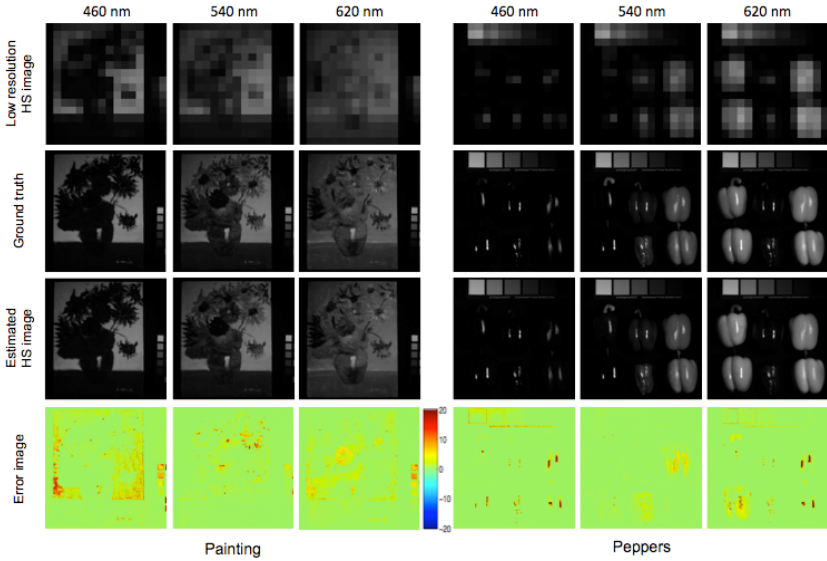 460 nm 540 nm 620 nm 460 nm 540 nm 620 nm
Low resolution
HS image
Ground truth
Estimated
HS image
Error image
20
10
0
-10
-20
Painting Peppers